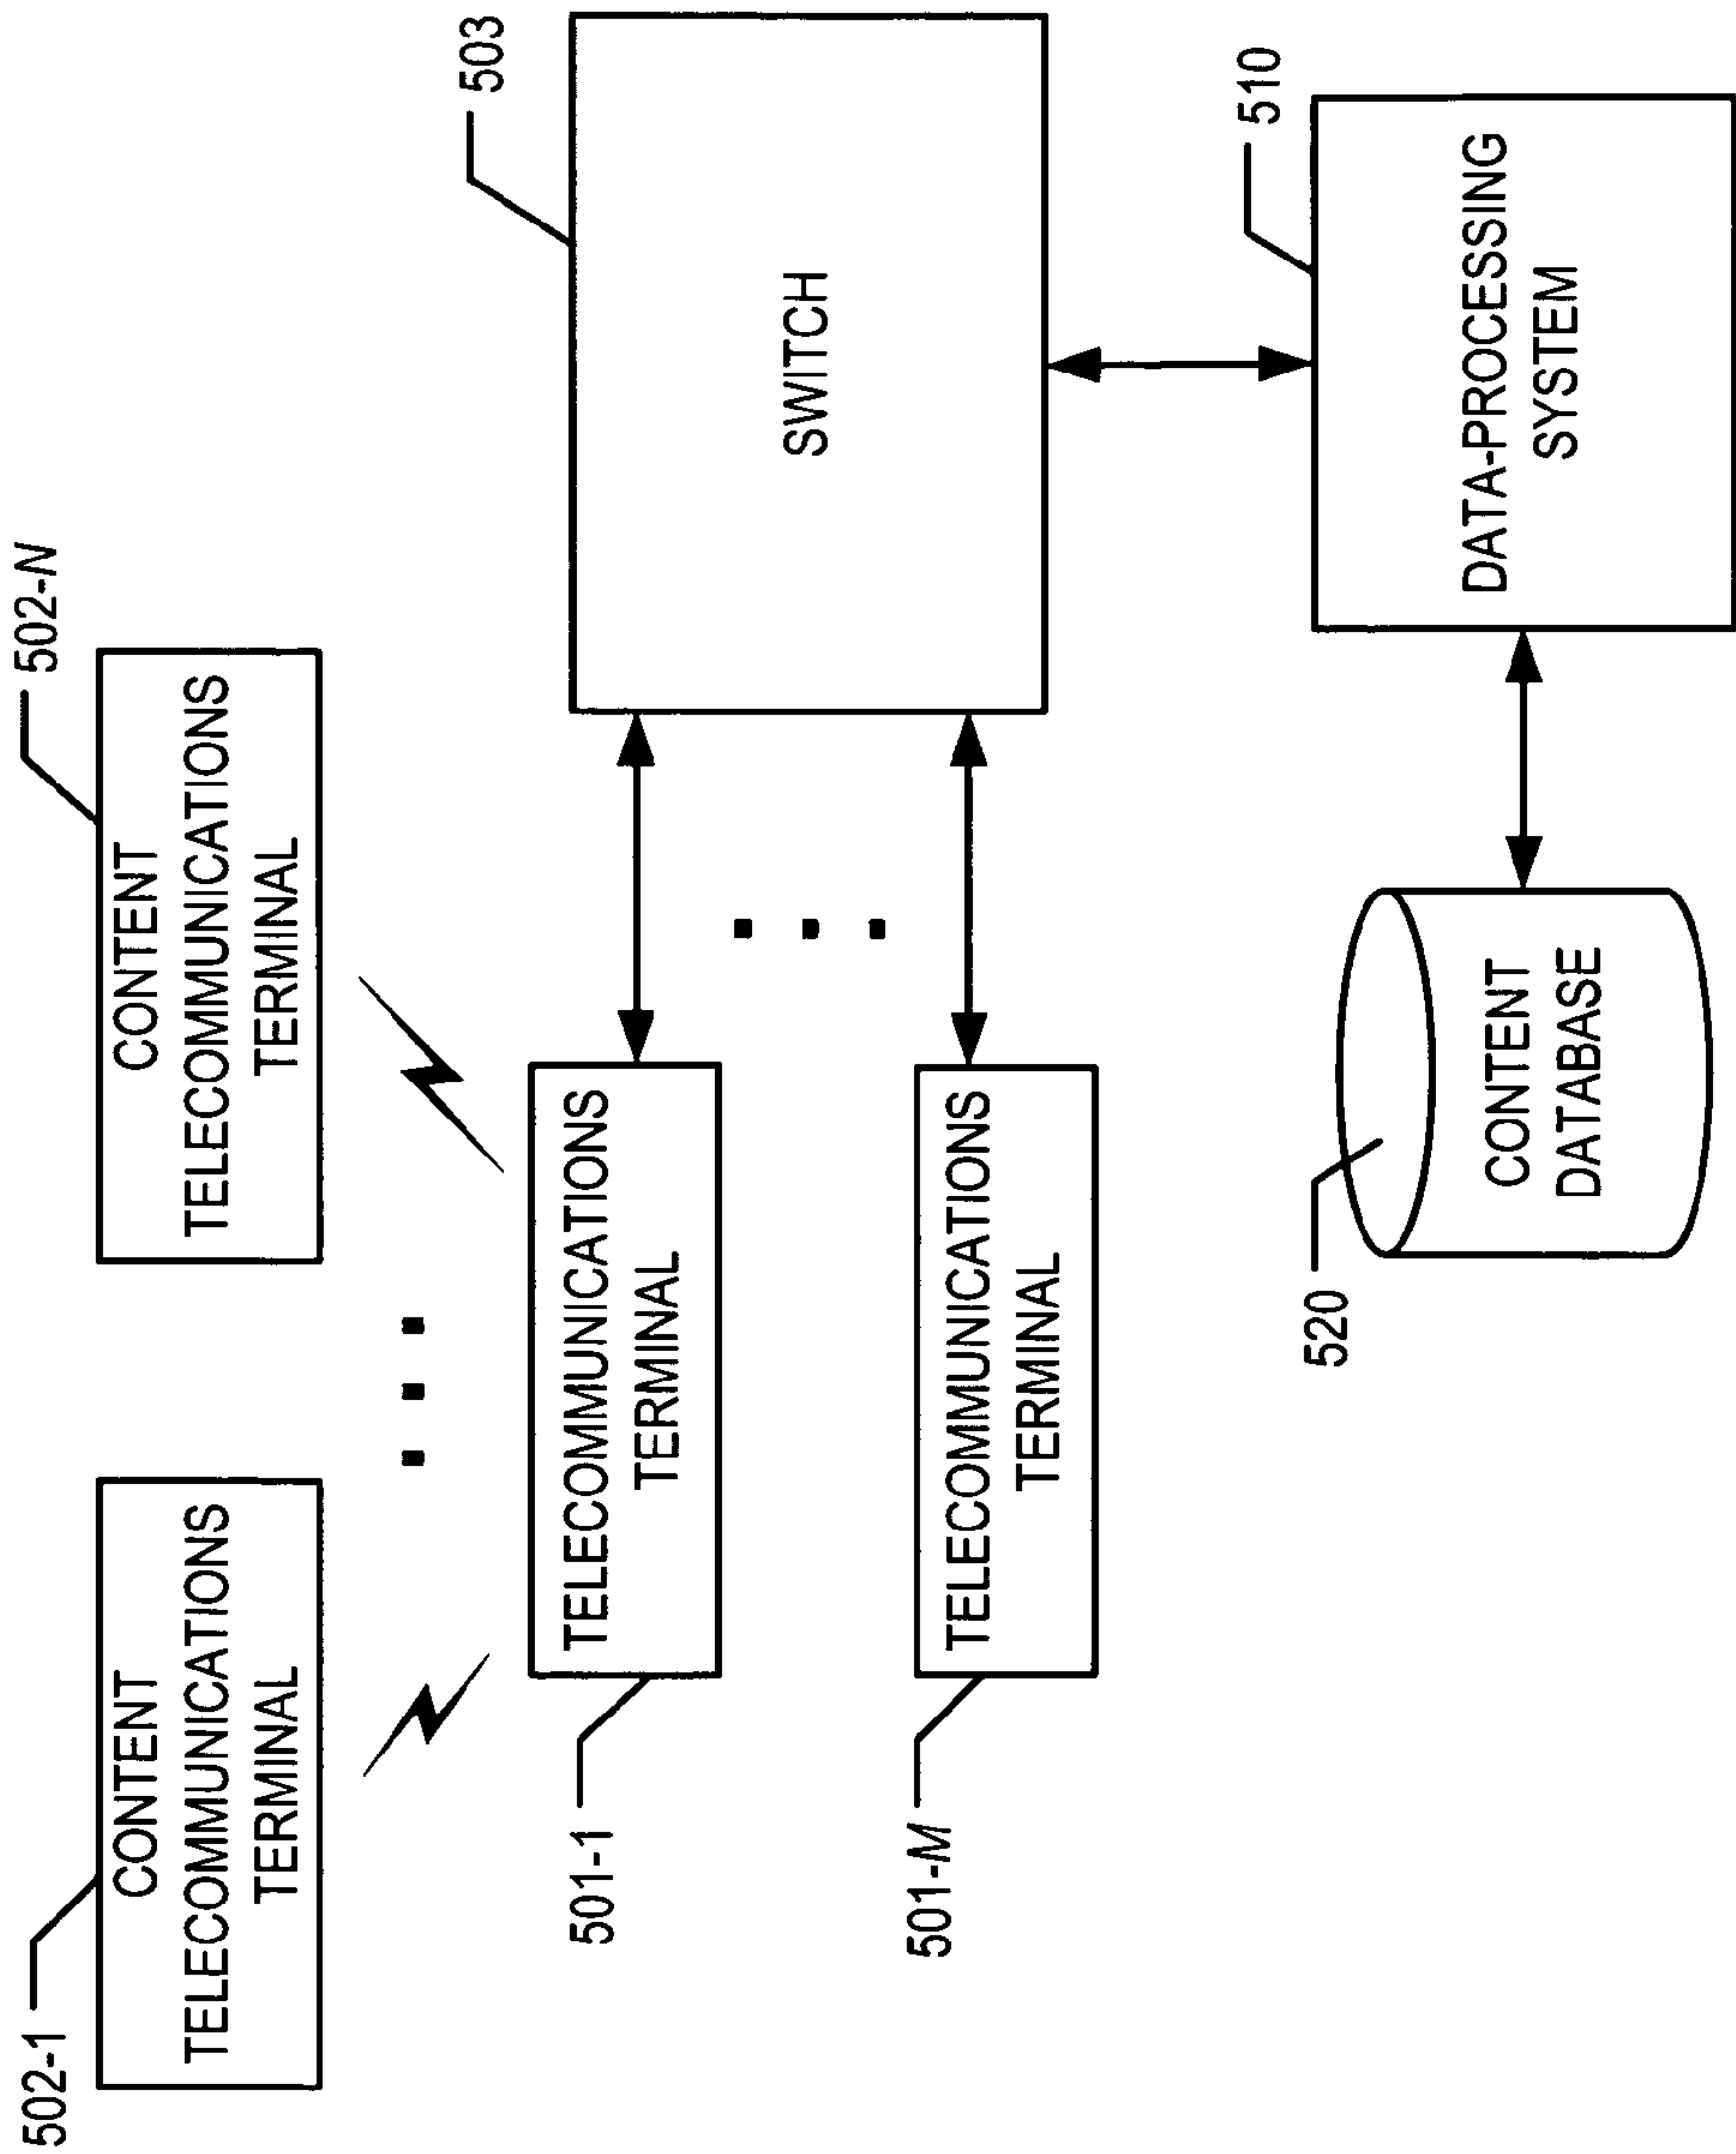 502-1
CONTENT
TELECOMMUNICATIONS
TERMINAL
502-N
CONTENT
TELECOMMUNICATIONS
TERMINAL
501-1
TELECOMMUNICATIONS
TERMINAL
503
SWITCH
501-M
TELECOMMUNICATIONS
TERMINAL
520
CONTENT
DATABASE
510
DATA-PROCESSING
SYSTEM